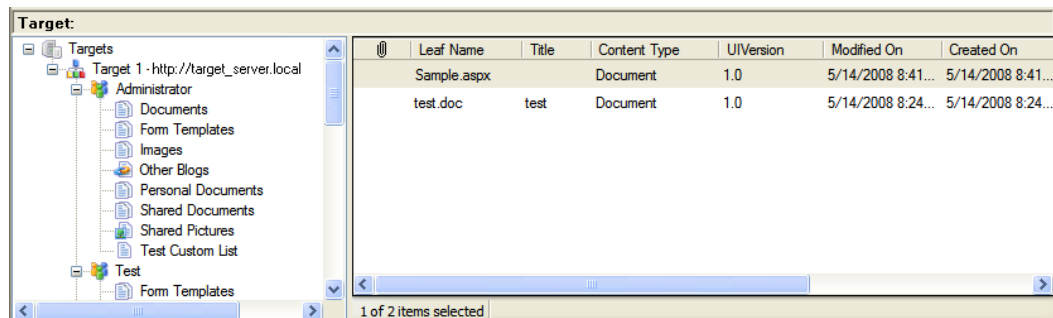 Target:
Targets
Target 1 - http://target_server.local
Administrator
Documents
Form Templates
Images
Other Blogs
Personal Documents
Shared Documents
Shared Pictures
Test Custom List
Test
Form Templates
Leaf Name Title Content Type UIVersion Modified On Created On
Sample.aspx Document 1.0 5/14/2008 8:41... 5/14/2008 8:41...
test.doc test Document 1.0 5/14/2008 8:24... 5/14/2008 8:24...
1 of 2 items selected